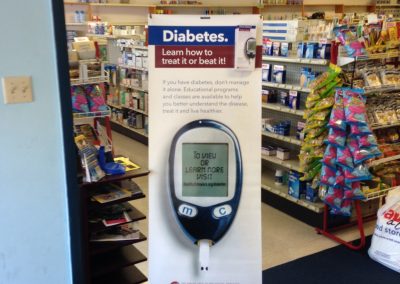 Diabetes.
Learn how to
treat it or beat it!
If you have diabetes, don't manage
it alone. Educational programs
and classes are available to help
you better understand the disease,
treat it and live healthier.
TO VIEW
OR
LEARN MORE
VISIT
m c